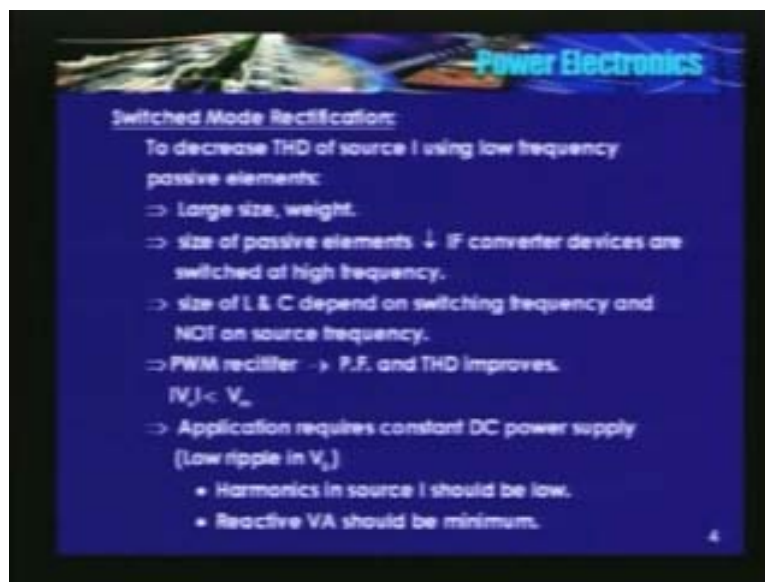 Power Electronics
Switched Mode Rectification:
To decrease THD of source I using low frequency
passive elements:
⇒ Large size, weight.
⇒ size of passive elements ↓ IF converter devices are
switched at high frequency.
⇒ size of L & C depend on switching frequency and
NOT on source frequency.
⇒ PWM rectifier → P.F. and THD improves.
⇒ Application requires constant DC power supply
(Low ripple in
• Harmonics in source I should be low.
• Reactive VA should be minimum.
4